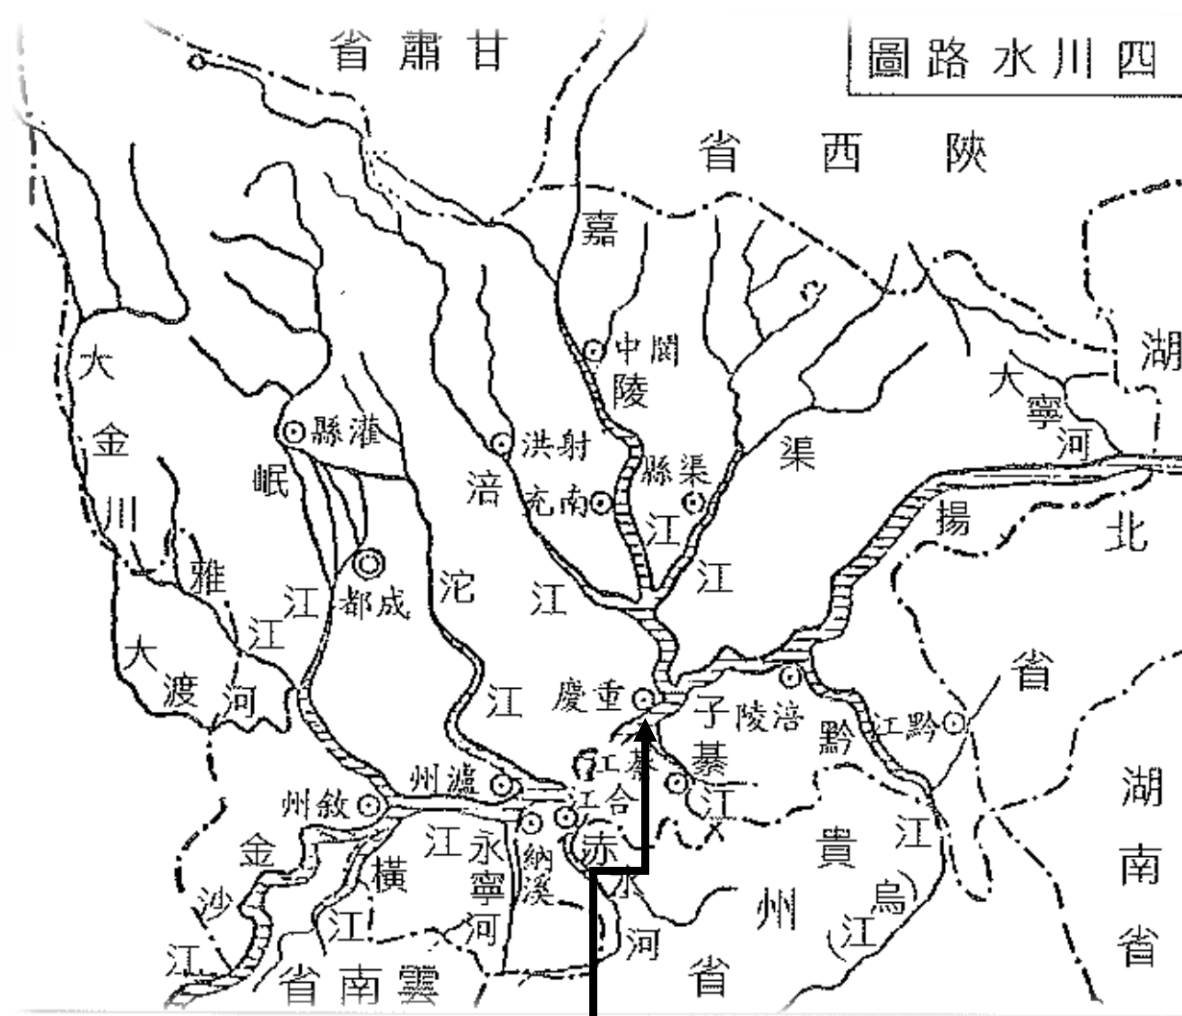 四川水路圖
甘肅省
陝西省
湖北省
湖南省
貴州省
雲南省
嘉陵江
渠江
涪江
沱江
岷江
大金川
雅江
大渡河
大寧河
揚子江
黔江
(烏江)
綦江
赤水河
永寧河
橫江
金沙江
閬中
灌縣
射洪
南充
渠縣
成都
重慶
涪陵
黔江
綦江
瀘州
合江
敘州
納溪